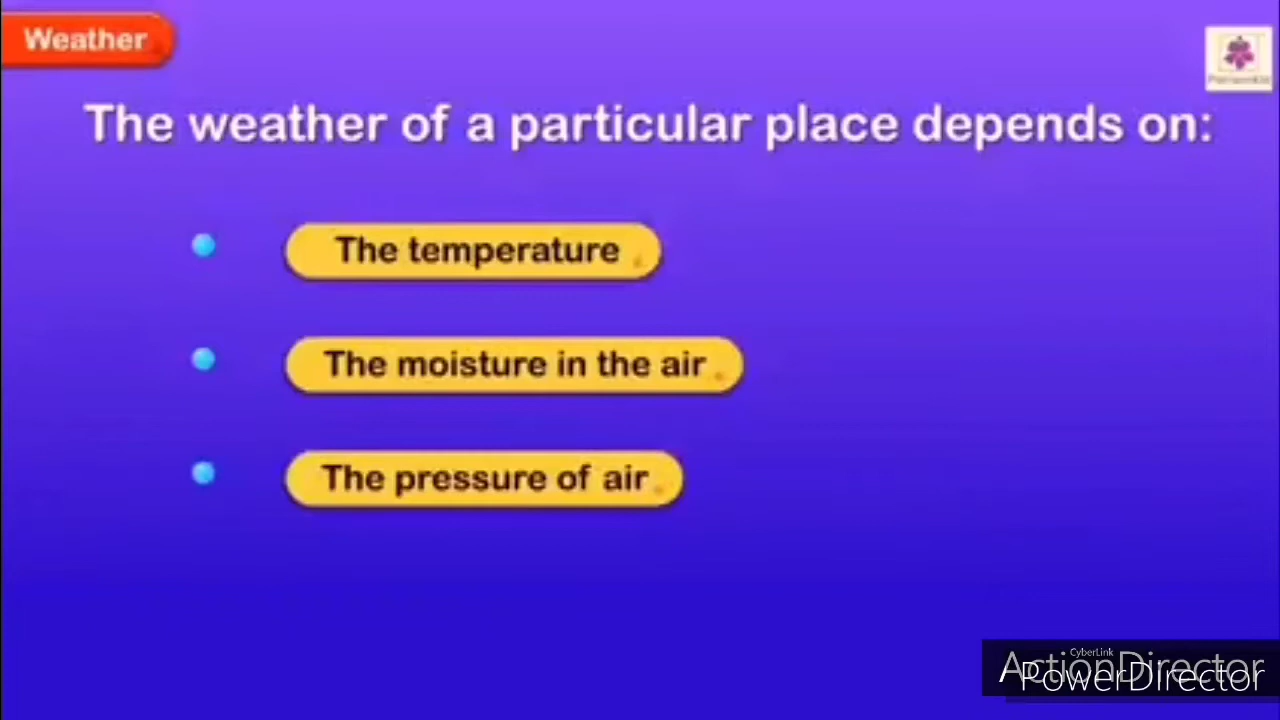 Weather
The weather of a particular place depends on:
The temperature
The moisture in the air
The pressure of air
CyberLink
ActionDirector
PowerDirector